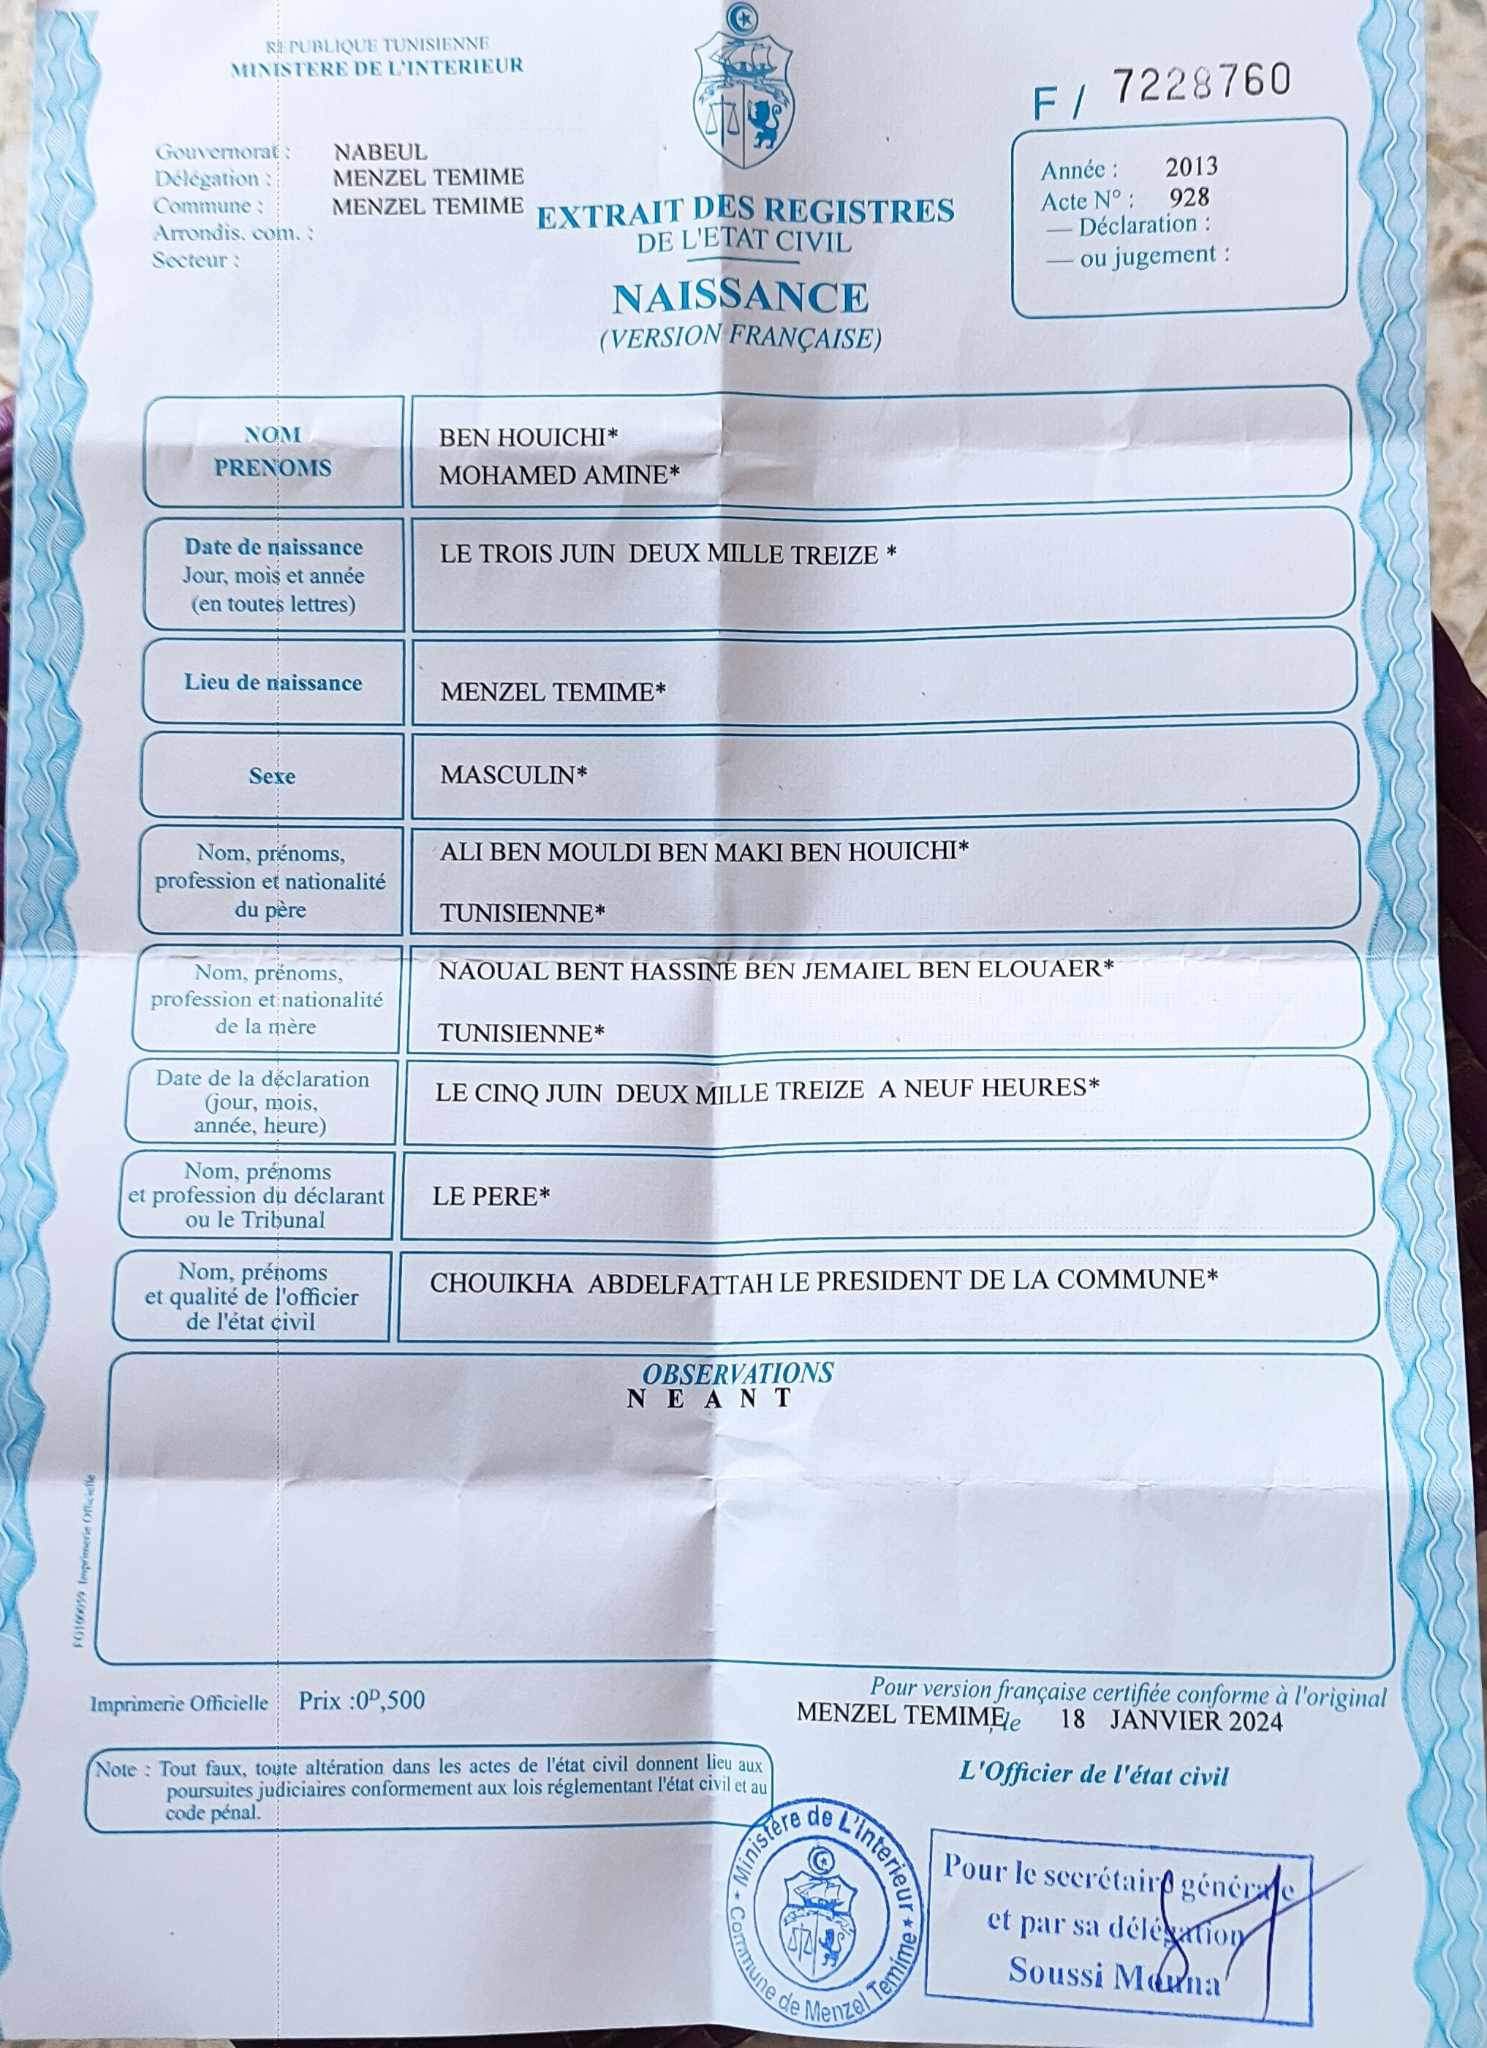 REPUBLIQUE TUNISIENNE
MINISTERE DE L'INTERIEUR
F / 7228760
Gouvernorat : NABEUL
Délégation : MENZEL TEMIME
Commune : MENZEL TEMIME
Arrondis. com. :
Secteur :
Année : 2013
Acte N° : 928
— Déclaration :
— ou jugement :
EXTRAIT DES REGISTRES
DE L'ETAT CIVIL
NAISSANCE
(VERSION FRANÇAISE)
NOM BEN HOUICHI*
PRENOMS MOHAMED AMINE*
Date de naissance LE TROIS JUIN DEUX MILLE TREIZE *
Jour, mois et année
(en toutes lettres)
Lieu de naissance MENZEL TEMIME*
Sexe MASCULIN*
Nom, prénoms, ALI BEN MOULDI BEN MAKI BEN HOUICHI*
profession et nationalité
du père TUNISIENNE*
Nom, prénoms, NAOUAL BENT HASSINE BEN JEMAIEL BEN ELOUAER*
profession et nationalité
de la mère TUNISIENNE*
Date de la déclaration LE CINQ JUIN DEUX MILLE TREIZE A NEUF HEURES*
(jour, mois,
année, heure)
Nom, prénoms
et profession du déclarant LE PERE*
ou le Tribunal
Nom, prénoms CHOUIKHA ABDELFATTAH LE PRESIDENT DE LA COMMUNE*
et qualité de l'officier
de l'état civil
OBSERVATIONS
N E A N T
Imprimerie Officielle
Imprimerie Officielle Prix :0D,500
Pour version française certifiée conforme à l'original
MENZEL TEMIME, le 18 JANVIER 2024
L'Officier de l'état civil
Note : Tout faux, toute altération dans les actes de l'état civil donnent lieu aux
poursuites judiciaires conformement aux lois réglementant l'état civil et au
code pénal.
Ministère de L'Interieur
Commune de Menzel Temime
Pour le secrétaire générale
et par sa délégation
Soussi Mouna